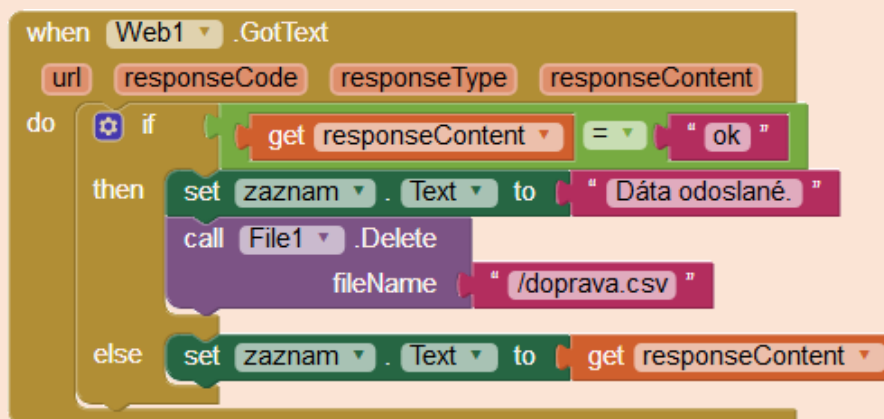 when Web1 .GotText
url responseCode responseType responseContent
do if get responseContent = " ok "
then set zaznam . Text to " Dáta odoslané. "
call File1 .Delete
fileName " /doprava.csv "
else set zaznam . Text to get responseContent